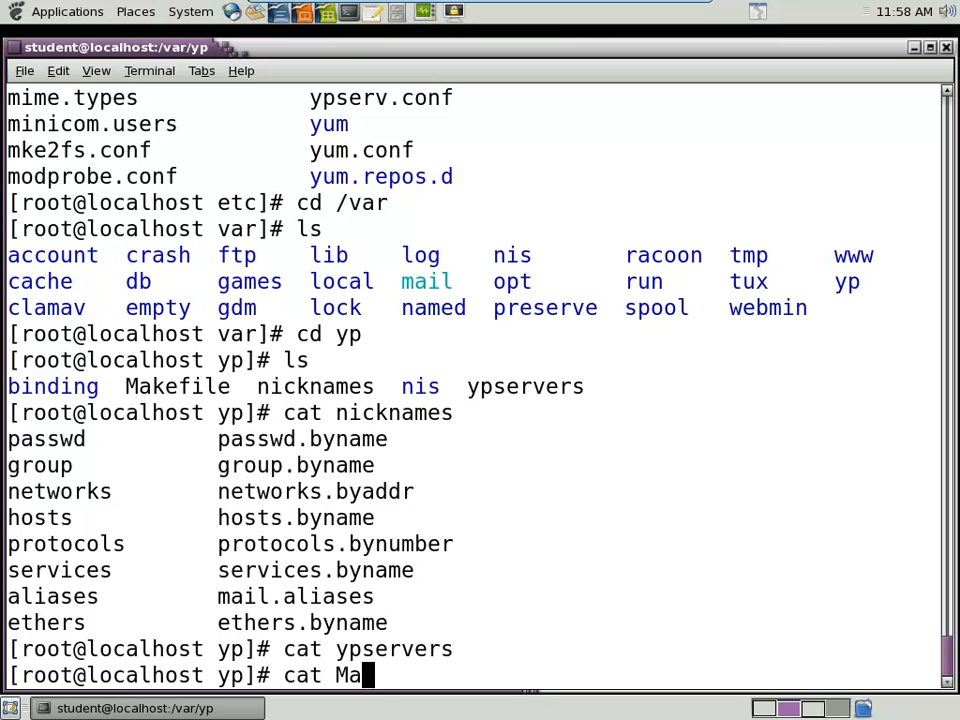 Applications Places System 11:58 AM
student@localhost:/var/yp
File Edit View Terminal Tabs Help
mime.types ypserv.conf
minicom.users yum
mke2fs.conf yum.conf
modprobe.conf yum.repos.d
[root@localhost etc]# cd /var
[root@localhost var]# ls
account crash ftp lib log nis racoon tmp www
cache db games local mail opt run tux yp
clamav empty gdm lock named preserve spool webmin
[root@localhost var]# cd yp
[root@localhost yp]# ls
binding Makefile nicknames nis ypservers
[root@localhost yp]# cat nicknames
passwd passwd.byname
group group.byname
networks networks.byaddr
hosts hosts.byname
protocols protocols.bynumber
services services.byname
aliases mail.aliases
ethers ethers.byname
[root@localhost yp]# cat ypservers
[root@localhost yp]# cat Ma
student@localhost:/var/yp